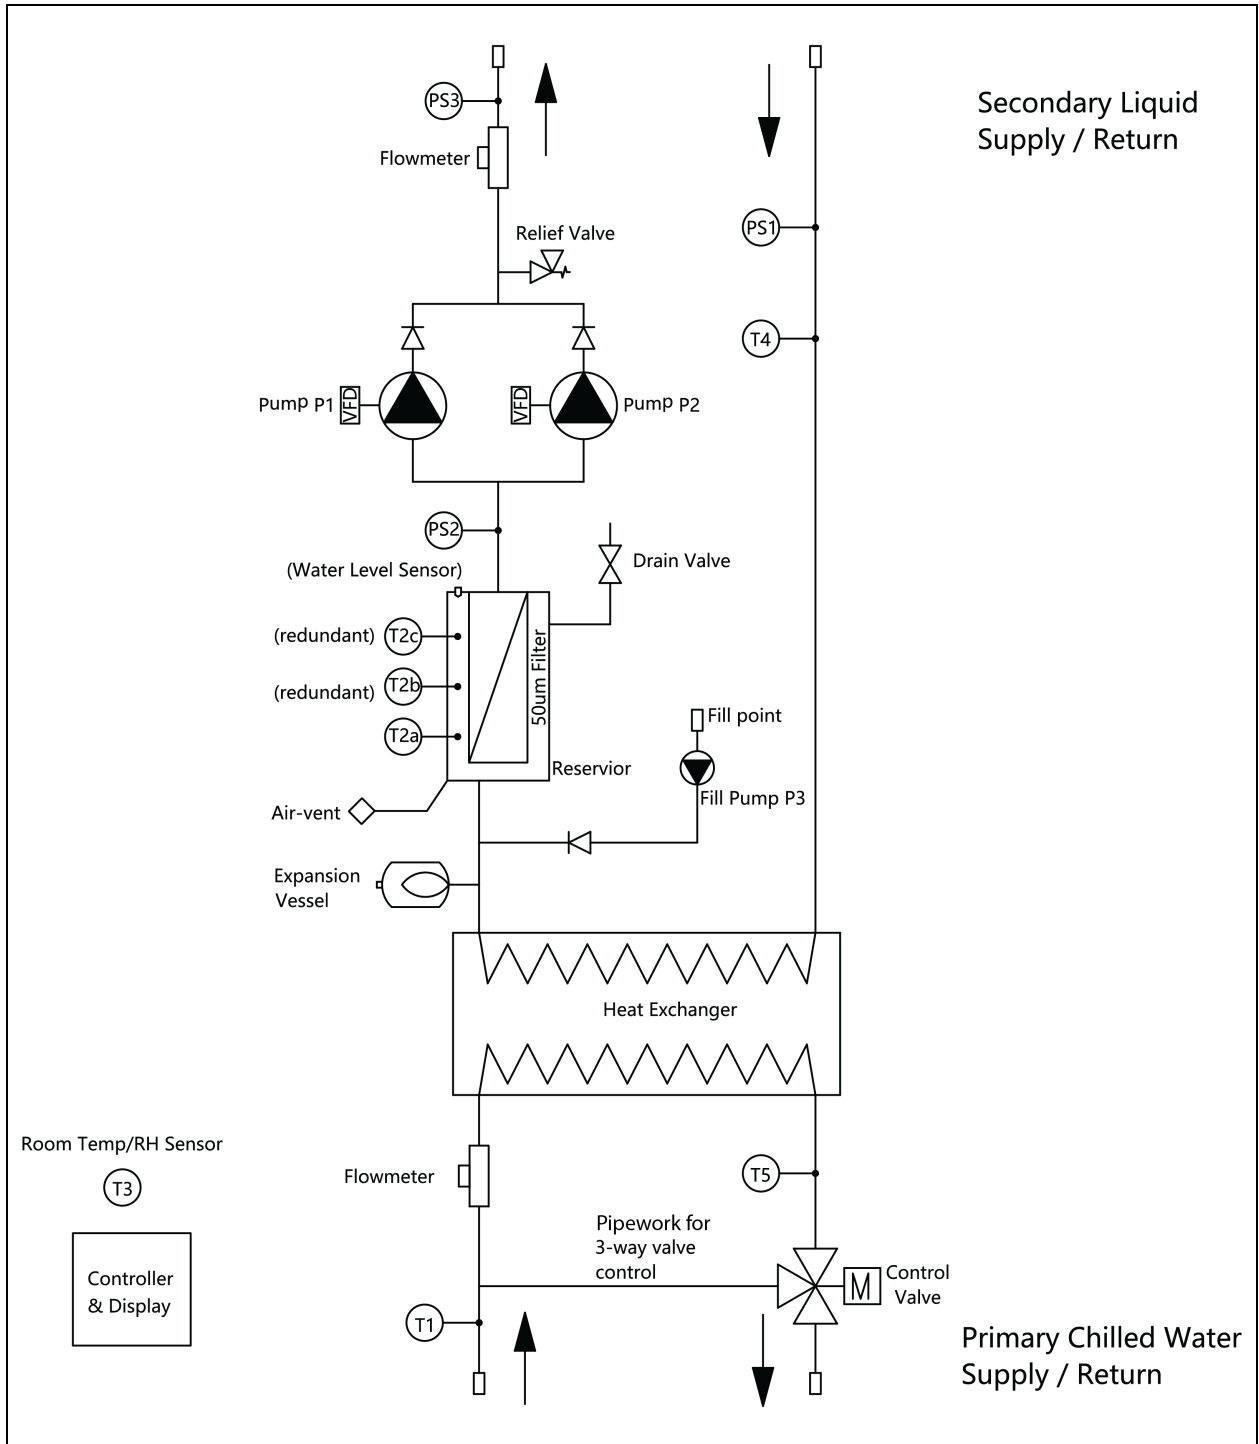 PS3
Flowmeter
Secondary Liquid
Supply / Return
PS1
Relief Valve
T4
Pump P1
VFD
VFD
Pump P2
PS2
Drain Valve
(Water Level Sensor)
(redundant)
T2c
(redundant)
T2b
T2a
50um Filter
Reservior
Fill point
Fill Pump P3
Air-vent
Expansion
Vessel
Heat Exchanger
Room Temp/RH Sensor
T3
Flowmeter
T5
Pipework for
3-way valve
control
Controller
& Display
M
Control
Valve
T1
Primary Chilled Water
Supply / Return